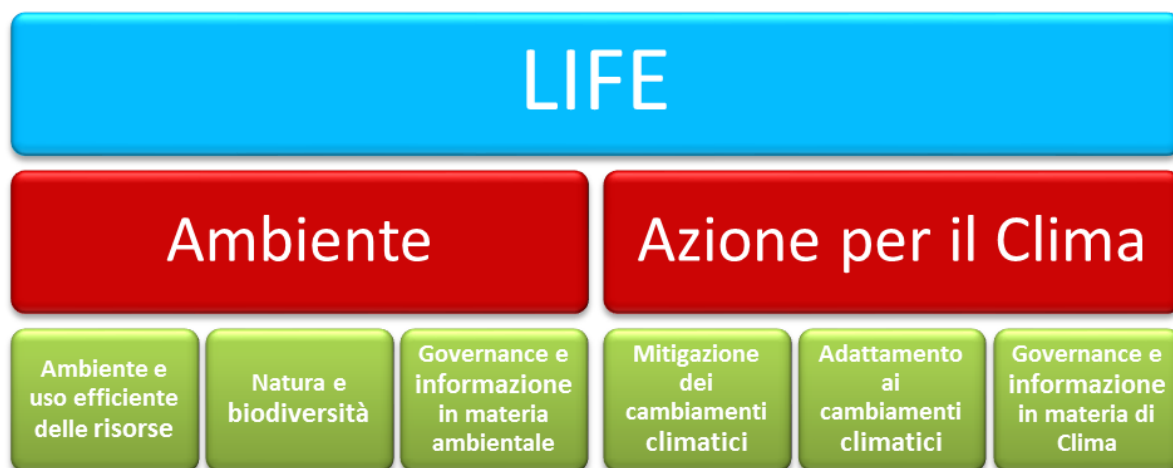 LIFE
Ambiente
Azione per il Clima
Ambiente e
uso efficiente
delle risorse
Natura e
biodiversità
Governance e
informazione
in materia
ambientale
Mitigazione
dei
cambiamenti
climatici
Adattamento
ai
cambiamenti
climatici
Governance e
informazione
in materia di
Clima